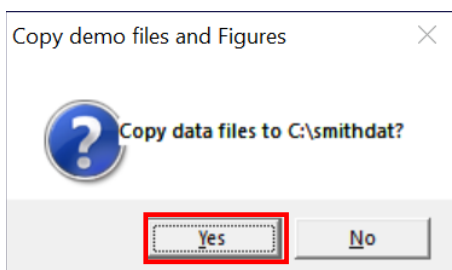 Copy demo files and Figures
Copy data files to C:\smithdat?
Yes
No